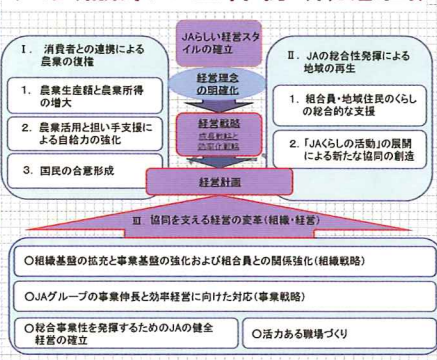 JAらしい経営スタ
イルの確立
Ⅰ．消費者との連携による
農業の復権
1. 農業生産額と農業所得
の増大
2. 農業活用と担い手支援に
よる自給力の強化
3. 国民の合意形成
経営理念
の明確化
経営戦略
成長戦略と
効率化戦略
経営計画
Ⅱ．JAの総合性発揮による
地域の再生
1. 組合員・地域住民のくらし
の総合的な支援
2. 「JAくらしの活動」の展開
による新たな協同の創造
Ⅲ 協同を支える経営の変革(組織・経営)
○組織基盤の拡充と事業基盤の強化および組合員との関係強化(組織戦略)
○JAグループの事業伸長と効率経営に向けた対応(事業戦略)
○総合事業性を発揮するためのJAの健全
経営の確立
○活力ある職場づくり